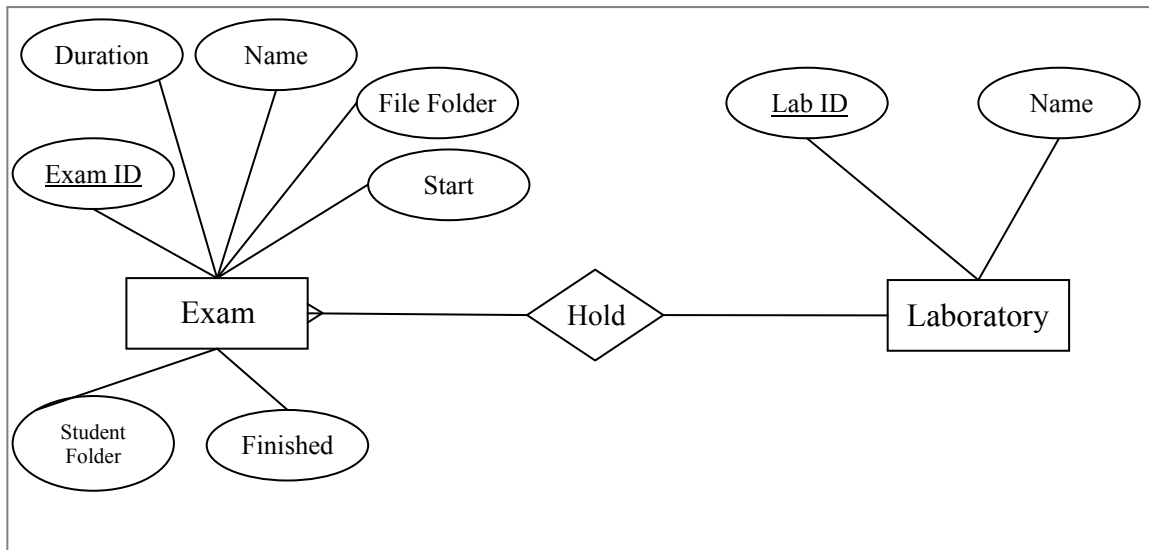 Duration
Name
File Folder
Lab ID
Name
Exam ID
Start
Exam
Hold
Laboratory
Student
Folder
Finished